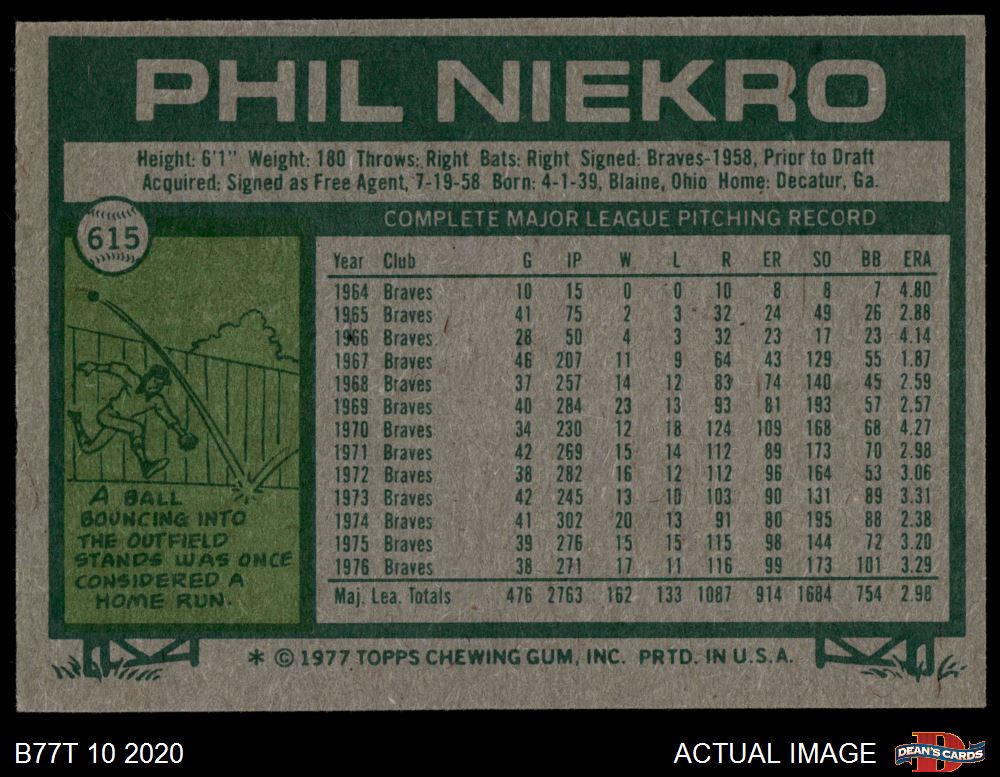 PHIL NIEKRO
Height: 6'1" Weight: 180 Throws: Right Bats: Right Signed: Braves-1958, Prior to Draft
Acquired: Signed as Free Agent, 7-19-58 Born: 4-1-39, Blaine, Ohio Home: Decatur, Ga.
615
A BALL
BOUNCING INTO
THE OUTFIELD
STANDS WAS ONCE
CONSIDERED A
HOME RUN.
COMPLETE MAJOR LEAGUE PITCHING RECORD
Year Club G IP W L R ER SO BB ERA
1964 Braves 10 15 0 0 10 8 8 7 4.80
1965 Braves 41 75 2 3 32 24 49 26 2.88
1966 Braves 28 50 4 3 32 23 17 23 4.14
1967 Braves 46 207 11 9 64 43 129 55 1.87
1968 Braves 37 257 14 12 83 74 140 45 2.59
1969 Braves 40 284 23 13 93 81 193 57 2.57
1970 Braves 34 230 12 18 124 109 168 68 4.27
1971 Braves 42 269 15 14 112 89 173 70 2.98
1972 Braves 38 282 16 12 112 96 164 53 3.06
1973 Braves 42 245 13 10 103 90 131 89 3.31
1974 Braves 41 302 20 13 91 80 195 88 2.38
1975 Braves 39 276 15 15 115 98 144 72 3.20
1976 Braves 38 271 17 11 116 99 173 101 3.29
Maj. Lea. Totals 476 2763 162 133 1087 914 1684 754 2.98
* © 1977 TOPPS CHEWING GUM, INC. PRTD. IN U.S.A.
B77T 10 2020
ACTUAL IMAGE
D
DEAN'S CARDS